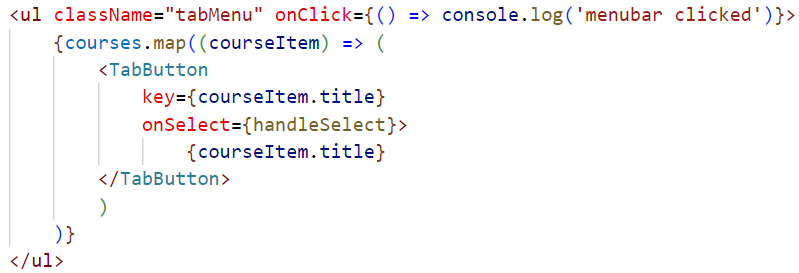 <ul className="tabMenu" onClick={() => console.log('menubar clicked')}>
{courses.map((courseItem) => (
<TabButton
key={courseItem.title}
onSelect={handleSelect}>
{courseItem.title}
</TabButton>
)
)}
</ul>